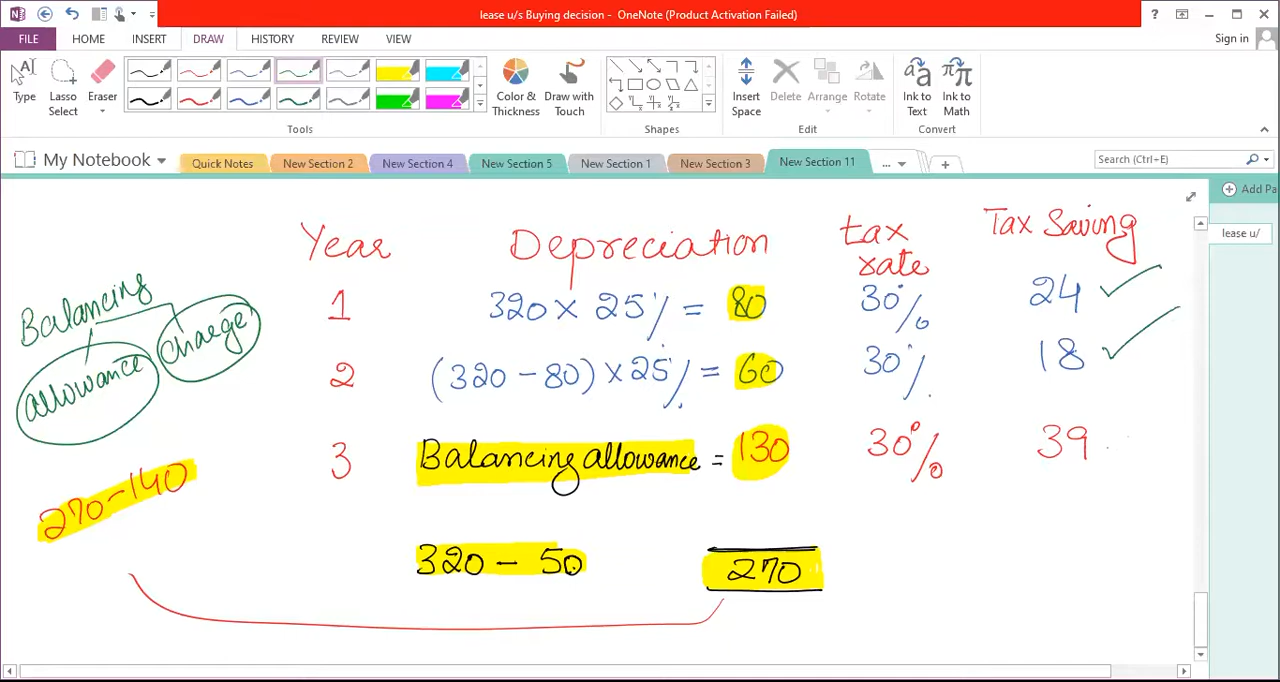 lease u/s Buying decision - OneNote (Product Activation Failed)
FILE HOME INSERT DRAW HISTORY REVIEW VIEW
Sign in
Type
Lasso Select
Eraser
Color & Thickness
Draw with Touch
Insert Space
Delete
Arrange
Rotate
Ink to Text
Ink to Math
Tools Shapes Edit Convert
My Notebook Quick Notes New Section 2 New Section 4 New Section 5 New Section 1 New Section 3 New Section 11 ... Search (Ctrl+E)
Add Pa
lease u/
Year Depreciation tax rate Tax Saving
1 320 × 25% = 80 30% 24
2 (320 - 80) × 25% = 60 30% 18
3 Balancing allowance = 130 30% 39
320 - 50 270
Balancing
allowance charge
270-140